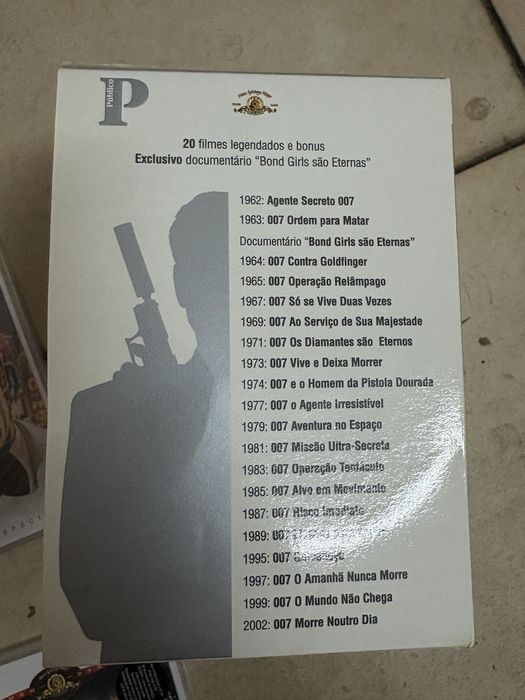 Público
P
20 filmes legendados e bonus
Exclusivo documentário "Bond Girls são Eternas"
1962: Agente Secreto 007
1963: 007 Ordem para Matar
Documentário "Bond Girls são Eternas"
1964: 007 Contra Goldfinger
1965: 007 Operação Relâmpago
1967: 007 Só se Vive Duas Vezes
1969: 007 Ao Serviço de Sua Majestade
1971: 007 Os Diamantes são Eternos
1973: 007 Vive e Deixa Morrer
1974: 007 e o Homem da Pistola Dourada
1977: 007 o Agente Irresistível
1979: 007 Aventura no Espaço
1981: 007 Missão Ultra-Secreta
1983: 007 Operação Tentáculo
1985: 007 Alvo em Movimento
1987: 007 Risco Imediato
1989: 007
1995: 007
1997: 007 O Amanhã Nunca Morre
1999: 007 O Mundo Não Chega
2002: 007 Morre Noutro Dia